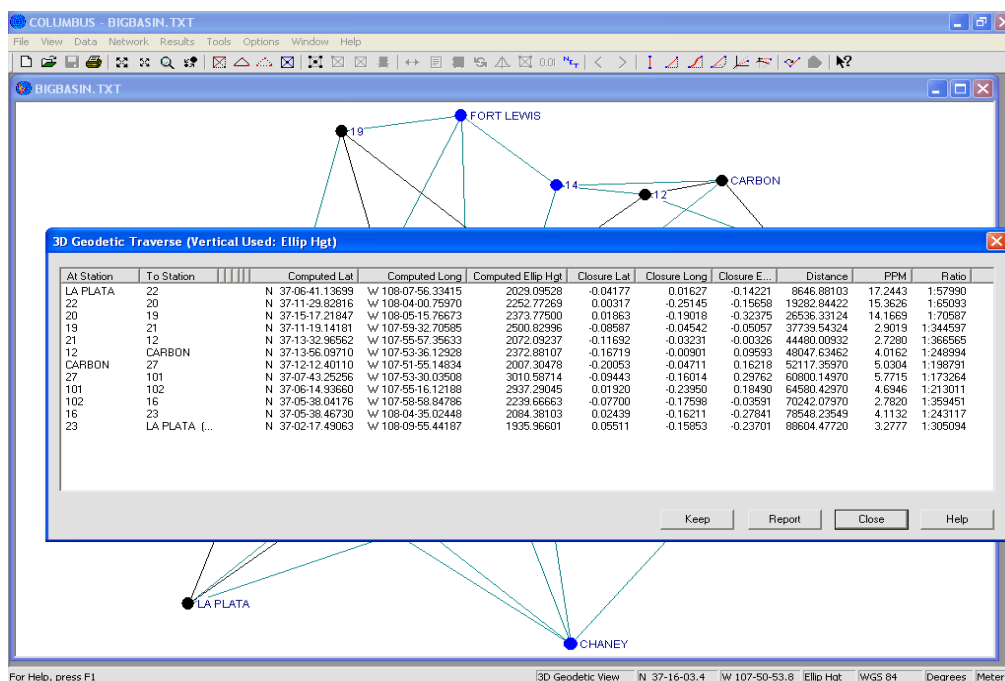 COLUMBUS - BIGBASIN.TXT
File View Data Network Results Tools Options Window Help
0.01
BIGBASIN.TXT
FORT LEWIS
19
14
12
CARBON
3D Geodetic Traverse (Vertical Used: Ellip Hgt)
At Station To Station Computed Lat Computed Long Computed Ellip Hgt Closure Lat Closure Long Closure E... Distance PPM Ratio
LA PLATA 22 N 37-06-41.13699 W 108-07-56.33415 2029.09528 -0.04177 0.01627 -0.14221 8646.88103 17.2443 1:57990
22 20 N 37-11-29.82816 W 108-04-00.75970 2252.77269 0.00317 -0.25145 -0.15658 19282.84422 15.3626 1:65093
20 19 N 37-15-17.21847 W 108-05-15.76673 2373.77500 0.01863 -0.19018 -0.32375 26536.33124 14.1669 1:70587
19 21 N 37-11-19.14181 W 107-59-32.70585 2500.82996 -0.08587 -0.04542 -0.05057 37739.54324 2.9019 1:344597
21 12 N 37-13-32.96562 W 107-55-57.35633 2072.09237 -0.11692 -0.03231 -0.00326 44480.00932 2.7280 1:366565
12 CARBON N 37-13-56.09710 W 107-53-36.12928 2372.88107 -0.16719 -0.00901 0.09593 48047.63462 4.0162 1:248994
CARBON 27 N 37-12-12.40110 W 107-51-55.14834 2007.30478 -0.20053 -0.04711 0.16218 52117.35970 5.0304 1:198791
27 101 N 37-07-43.25256 W 107-53-30.03508 3010.58714 -0.09443 -0.16014 0.29762 60800.14970 5.7715 1:173264
101 102 N 37-06-14.93660 W 107-55-16.12188 2937.29045 0.01920 -0.23950 0.18490 64580.42970 4.6946 1:213011
102 16 N 37-05-38.04176 W 107-58-58.84786 2239.66663 -0.07700 -0.17598 -0.03591 70242.07970 2.7820 1:359451
16 23 N 37-05-38.46730 W 108-04-35.02448 2084.38103 0.02439 -0.16211 -0.27841 78548.23549 4.1132 1:243117
23 LA PLATA (... N 37-02-17.49063 W 108-09-55.44187 1935.96601 0.05511 -0.15853 -0.23701 88604.47720 3.2777 1:305094
Keep Report Close Help
LA PLATA
CHANEY
For Help, press F1 3D Geodetic View N 37-16-03.4 W 107-50-53.8 Ellip Hgt WGS 84 Degrees Meter